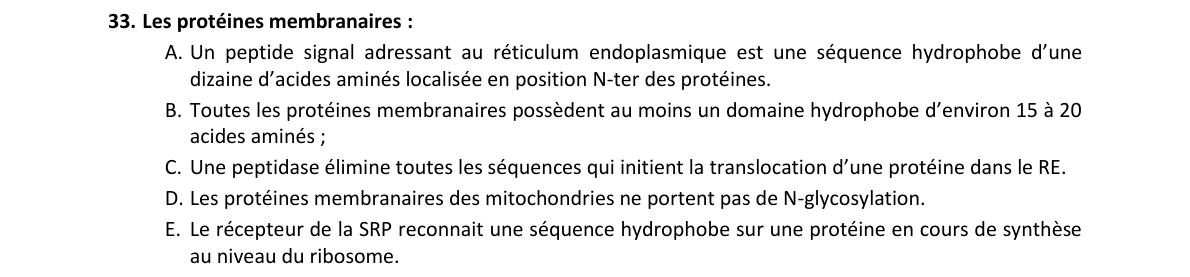 33. Les protéines membranaires :
A. Un peptide signal adressant au réticulum endoplasmique est une séquence hydrophobe d’une
dizaine d’acides aminés localisée en position N-ter des protéines.
B. Toutes les protéines membranaires possèdent au moins un domaine hydrophobe d’environ 15 à 20
acides aminés ;
C. Une peptidase élimine toutes les séquences qui initient la translocation d’une protéine dans le RE.
D. Les protéines membranaires des mitochondries ne portent pas de N-glycosylation.
E. Le récepteur de la SRP reconnait une séquence hydrophobe sur une protéine en cours de synthèse
au niveau du ribosome.